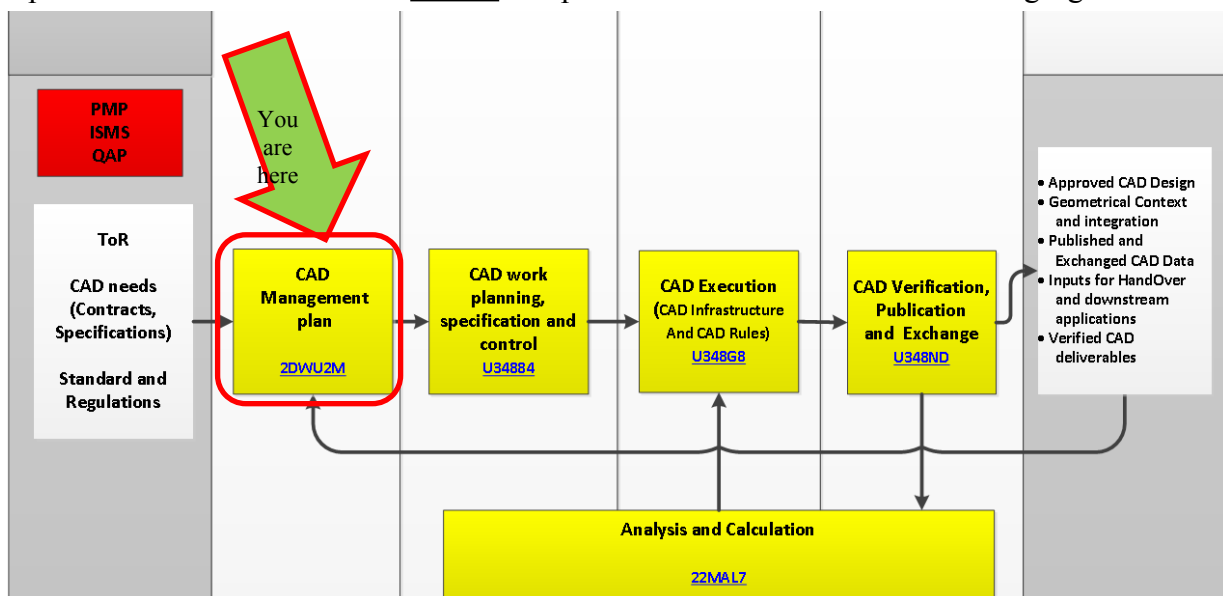 PMP
ISMS
QAP
ToR
CAD needs
(Contracts,
Specifications)
Standard and
Regulations
You
are
here
CAD
Management
plan
2DWU2M
CAD work
planning,
specification and
control
U34884
CAD Execution
(CAD Infrastructure
And CAD Rules)
U348G8
CAD Verification,
Publication
and Exchange
U348ND
• Approved CAD Design
• Geometrical Context
and integration
• Published and
Exchanged CAD Data
• Inputs for HandOver
and downstream
applications
• Verified CAD
deliverables
Analysis and Calculation
22MAL7